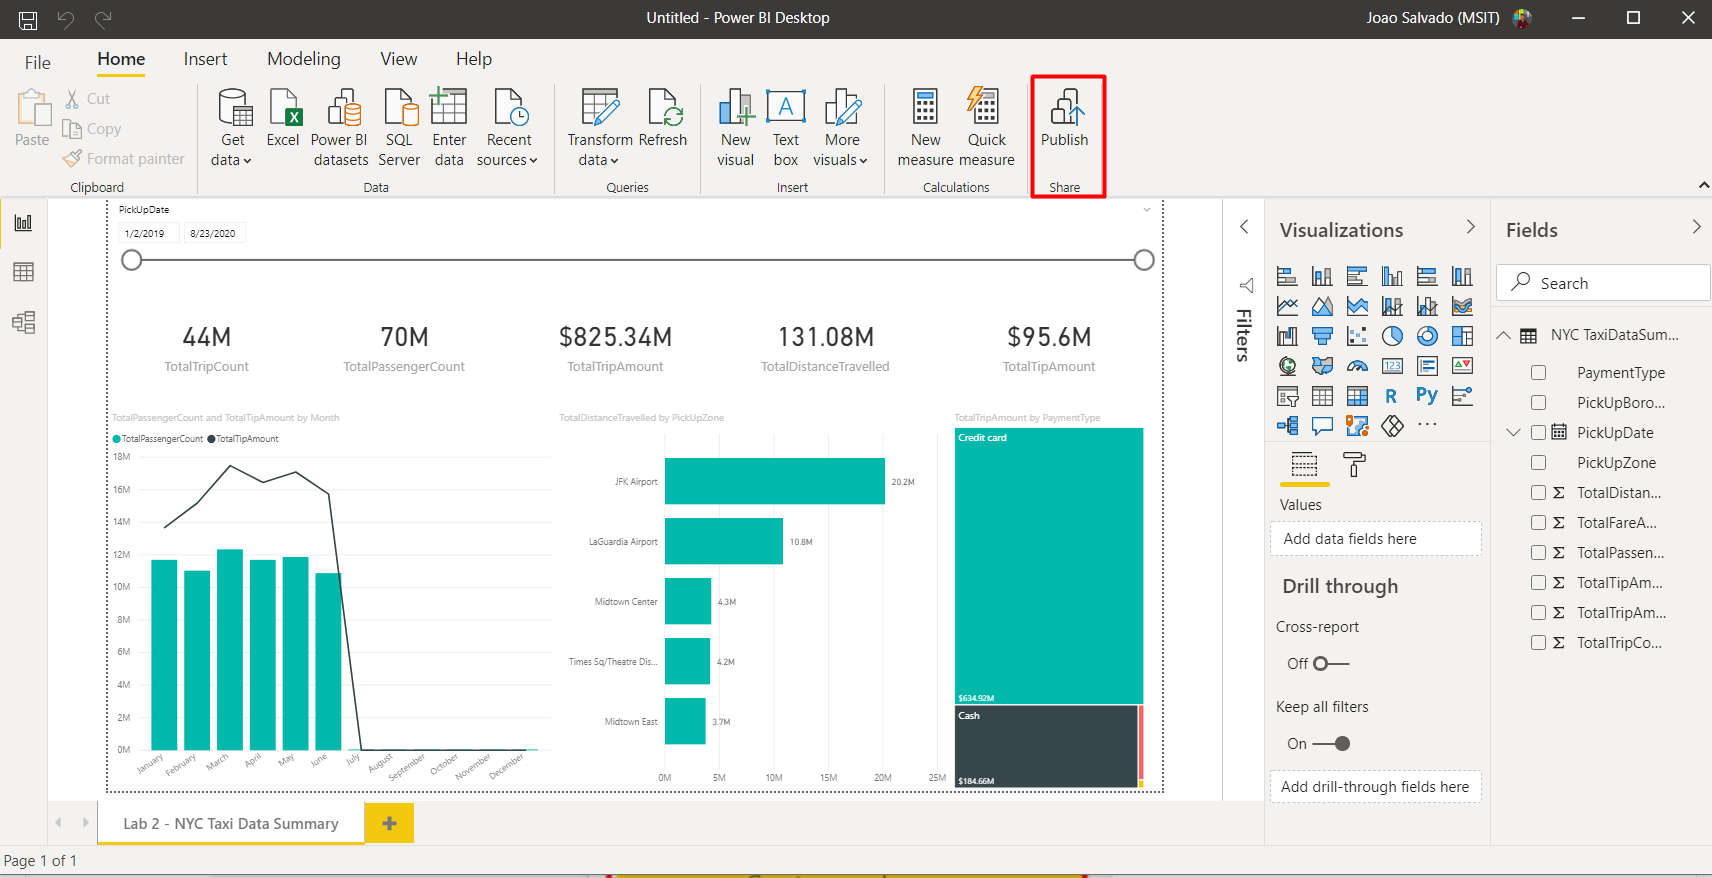 Untitled - Power BI Desktop
Joao Salvado (MSIT)
File
Home
Insert
Modeling
View
Help
Paste
Cut
Copy
Format painter
Clipboard
Get data
Excel
Power BI datasets
SQL Server
Enter data
Recent sources
Data
Transform data
Refresh
Queries
New visual
Text box
More visuals
Insert
New measure
Quick measure
Calculations
Publish
Share
PickUpDate
1/2/2019
8/23/2020
44M
TotalTripCount
70M
TotalPassengerCount
$825.34M
TotalTripAmount
131.08M
TotalDistanceTravelled
$95.6M
TotalTipAmount
TotalPassengerCount and TotalTipAmount by Month
TotalPassengerCount
TotalTipAmount
18M
16M
14M
12M
10M
8M
6M
4M
2M
0M
January
February
March
April
May
June
July
August
September
October
November
December
TotalDistanceTravelled by PickUpZone
JFK Airport
20.2M
LaGuardia Airport
10.8M
Midtown Center
4.3M
Times Sq/Theatre Dis...
4.2M
Midtown East
3.7M
0M
5M
10M
15M
20M
25M
TotalTripAmount by PaymentType
Credit card
$634.92M
Cash
$184.66M
Filters
Visualizations
123
R
Py
Values
Add data fields here
Drill through
Cross-report
Off
Keep all filters
On
Add drill-through fields here
Fields
Search
NYC TaxiDataSum...
PaymentType
PickUpBoro...
PickUpDate
PickUpZone
Σ TotalDistan...
Σ TotalFareA...
Σ TotalPassen...
Σ TotalTipAm...
Σ TotalTripAm...
Σ TotalTripCo...
Lab 2 - NYC Taxi Data Summary
Page 1 of 1